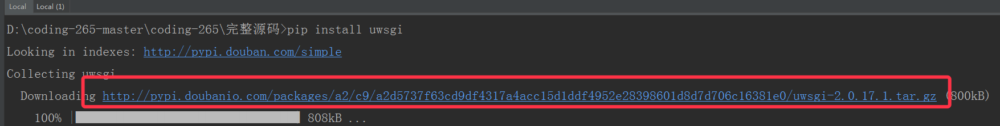 Local Local (1)
D:\coding-265-master\coding-265\完整源码>pip install uwsgi
Looking in indexes: http://pypi.douban.com/simple
Collecting uwsgi
Downloading http://pypi.doubanio.com/packages/a2/c9/a2d5737f63cd9df4317a4acc15d1ddf4952e28398601d8d7d706c16381e0/uwsgi-2.0.17.1.tar.gz (800kB)
100% 808kB ...